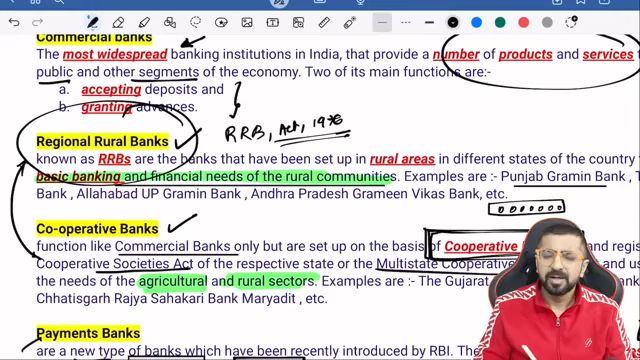 Commercial banks
The most widespread banking institutions in India, that provide a number of products and services to
public and other segments of the economy. Two of its main functions are:-
a. accepting deposits and
b. granting advances.
RRB, Act, 1976
Regional Rural Banks
known as RRBs are the banks that have been set up in rural areas in different states of the country
basic banking and financial needs of the rural communities. Examples are :- Punjab Gramin Bank, T
Bank, Allahabad UP Gramin Bank, Andhra Pradesh Grameen Vikas Bank, etc.
Co-operative Banks
function like Commercial Banks only but are set up on the basis of Cooperative and regis
Cooperative Societies Act of the respective state or the Multistate Cooperative and us
the needs of the agricultural and rural sectors. Examples are :- The Gujarat
Chhatisgarh Rajya Sahakari Bank Maryadit , etc.
Payments Banks
are a new type of banks which have been recently introduced by RBI. The